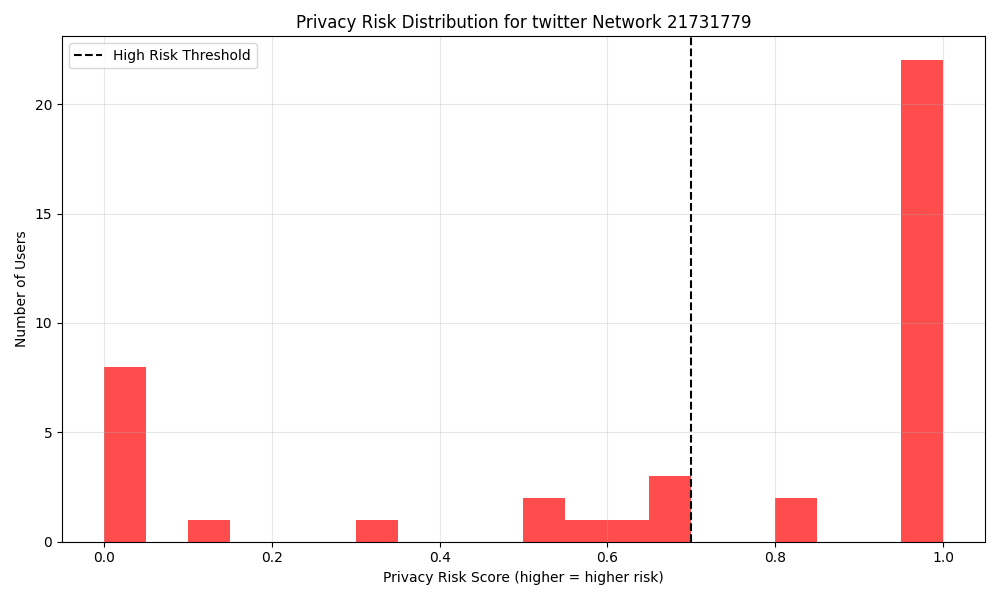 Privacy Risk Distribution for twitter Network 21731779
High Risk Threshold
Number of Users
20
15
10
5
0
0.0 0.2 0.4 0.6 0.8 1.0
Privacy Risk Score (higher = higher risk)